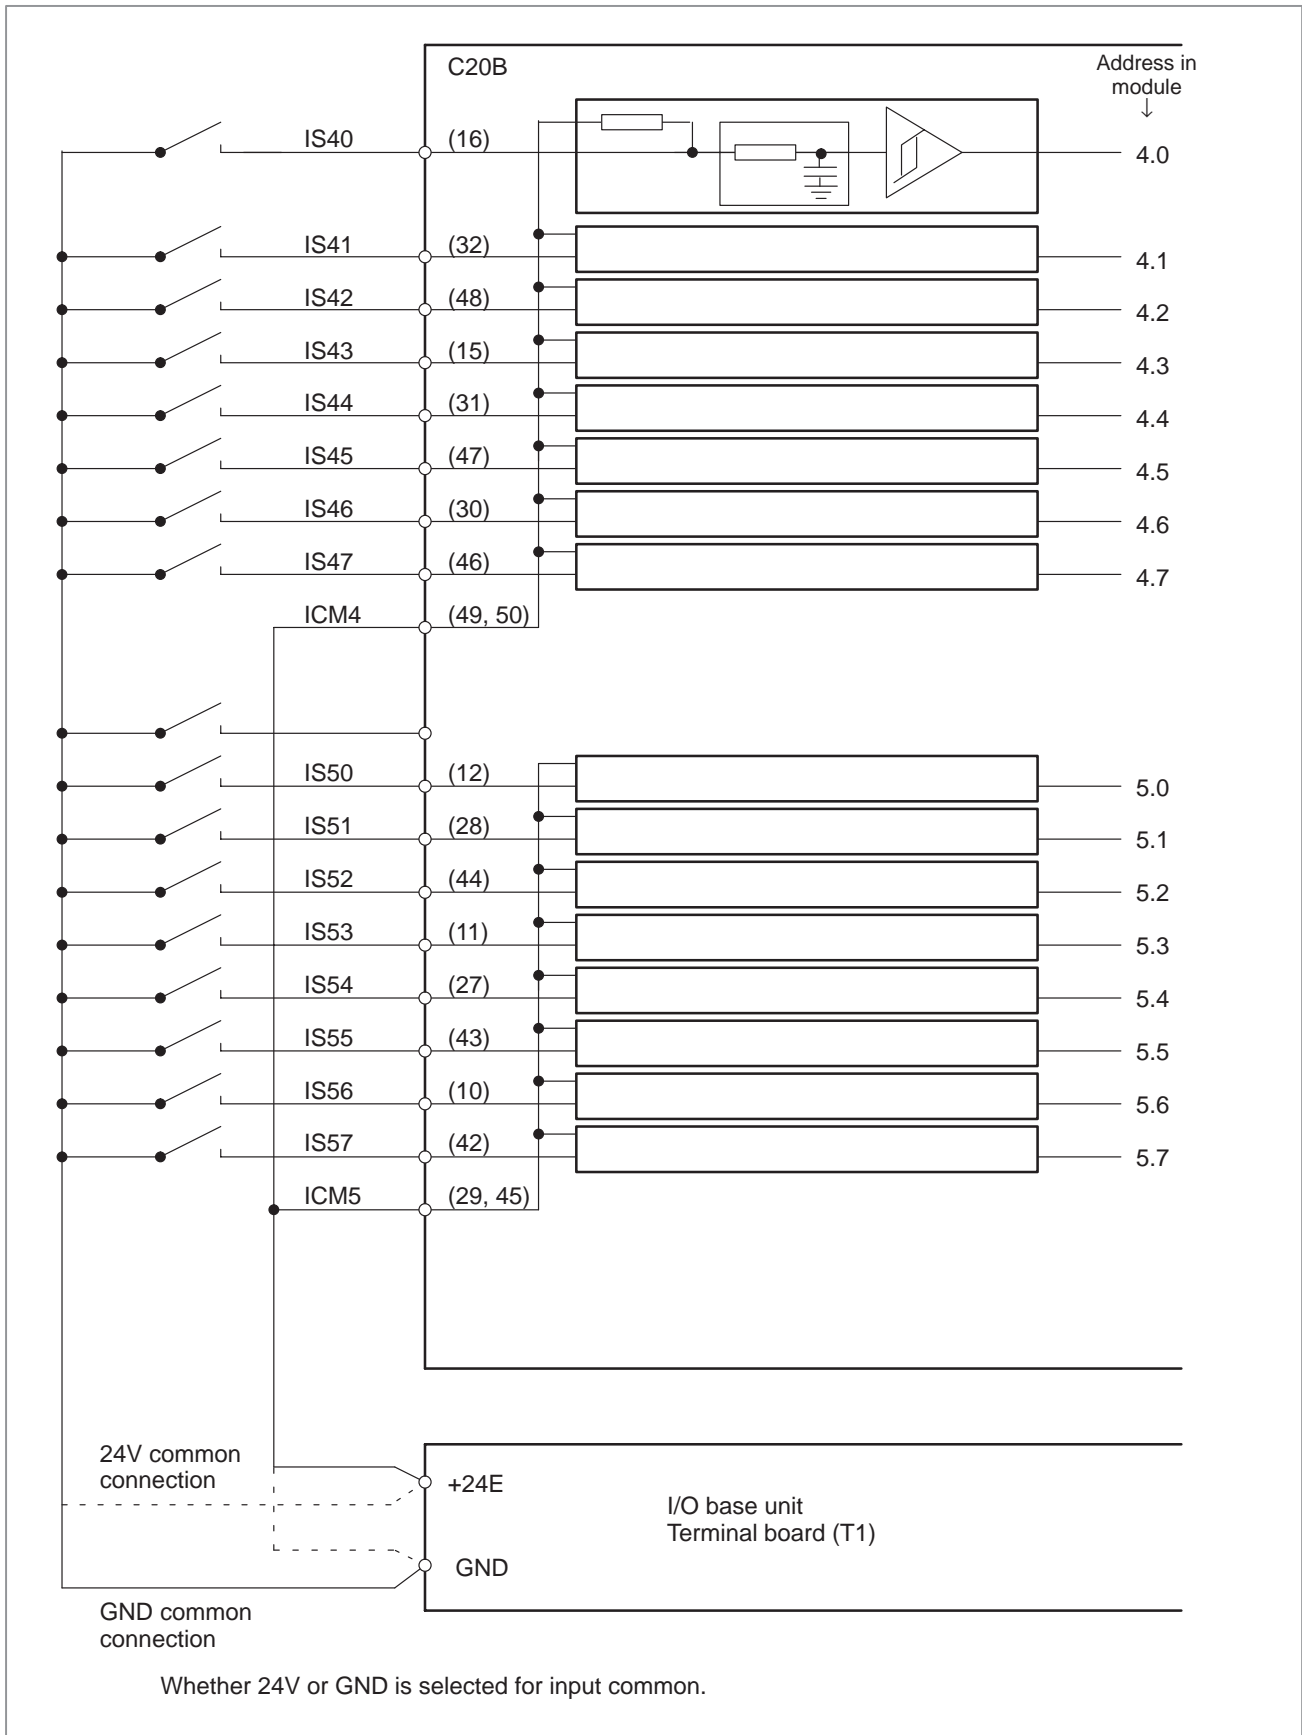 C20B
Address in
module
↓
IS40 (16) 4.0
IS41 (32) 4.1
IS42 (48) 4.2
IS43 (15) 4.3
IS44 (31) 4.4
IS45 (47) 4.5
IS46 (30) 4.6
IS47 (46) 4.7
ICM4 (49, 50)
IS50 (12) 5.0
IS51 (28) 5.1
IS52 (44) 5.2
IS53 (11) 5.3
IS54 (27) 5.4
IS55 (43) 5.5
IS56 (10) 5.6
IS57 (42) 5.7
ICM5 (29, 45)
24V common
connection
+24E
I/O base unit
Terminal board (T1)
GND
GND common
connection
Whether 24V or GND is selected for input common.